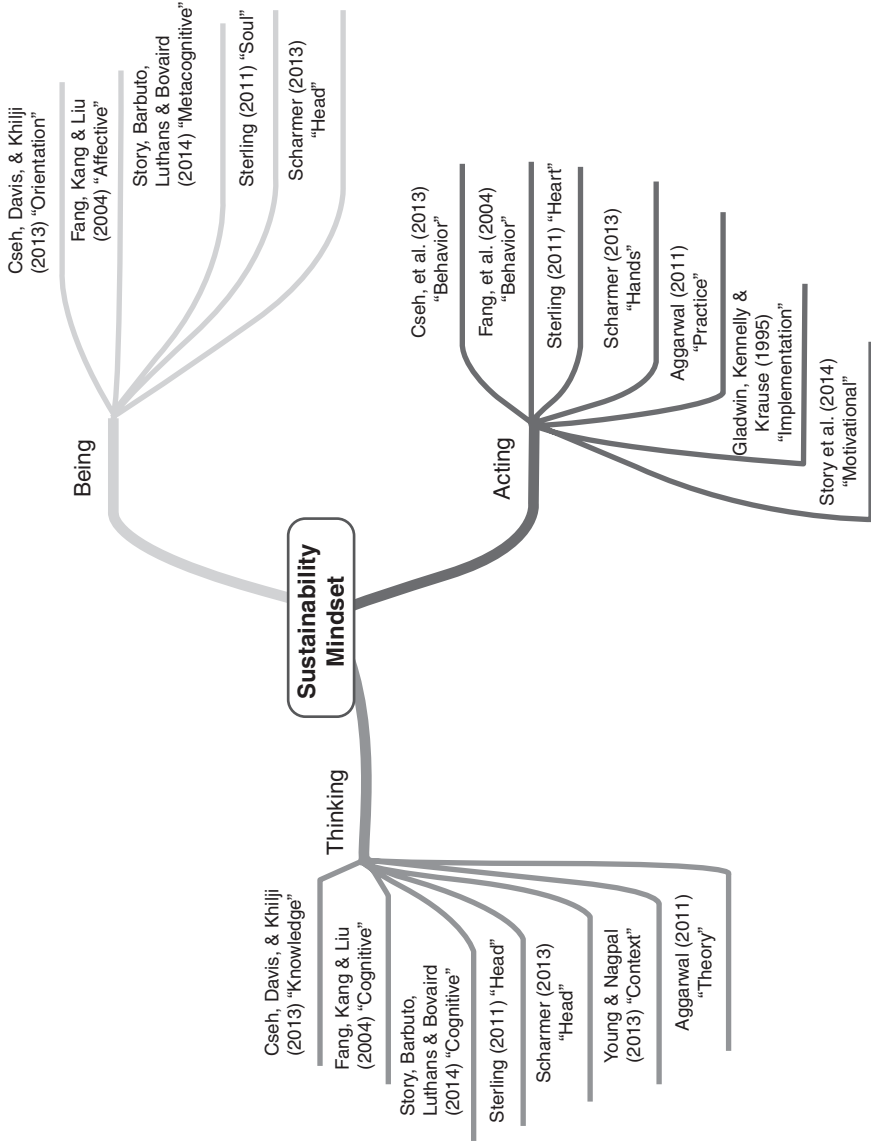 Sustainability
Mindset
Thinking
Cseh, Davis, & Khilji
(2013) “Knowledge”
Fang, Kang & Liu
(2004) “Cognitive”
Story, Barbuto,
Luthans & Bovaird
(2014) “Cognitive”
Sterling (2011) “Head”
Scharmer (2013)
“Head”
Young & Nagpal
(2013) “Context”
Aggarwal (2011)
“Theory”
Being
Cseh, Davis, & Khilji
(2013) “Orientation”
Fang, Kang & Liu
(2004) “Affective”
Story, Barbuto,
Luthans & Bovaird
(2014) “Metacognitive”
Sterling (2011) “Soul”
Scharmer (2013)
“Head”
Acting
Cseh, et al. (2013)
“Behavior”
Fang, et al. (2004)
“Behavior”
Sterling (2011) “Heart”
Scharmer (2013)
“Hands”
Aggarwal (2011)
“Practice”
Gladwin, Kennelly &
Krause (1995)
“Implementation”
Story et al. (2014)
“Motivational”